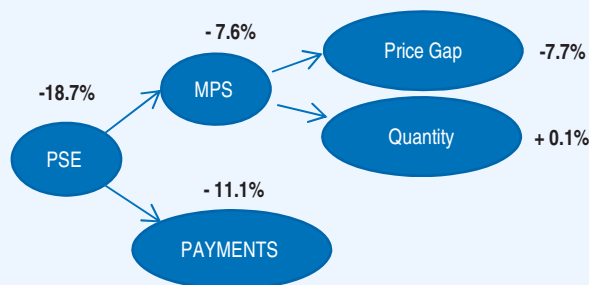 - 7.6%
Price Gap
-7.7%
-18.7%
MPS
Quantity
+ 0.1%
PSE
- 11.1%
PAYMENTS